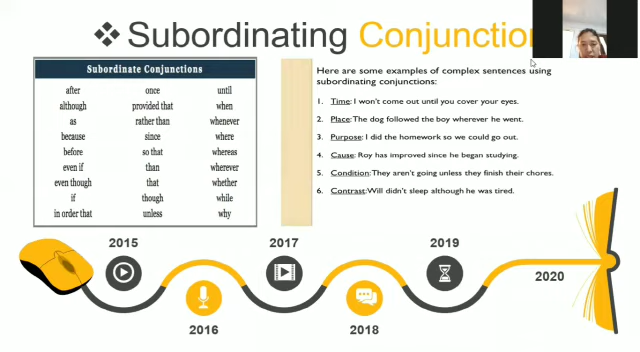 ❖ Subordinating Conjunction
Subordinate Conjunctions
after once until
although provided that when
as rather than whenever
because since where
before so that whereas
even if than wherever
even though that whether
if though while
in order that unless why
Here are some examples of complex sentences using
subordinating conjunctions:
1. Time: I won't come out until you cover your eyes.
2. Place: The dog followed the boy wherever he went.
3. Purpose: I did the homework so we could go out.
4. Cause: Roy has improved since he began studying.
5. Condition: They aren't going unless they finish their chores.
6. Contrast: Will didn't sleep although he was tired.
2015
2017
2019
2020
2016
2018